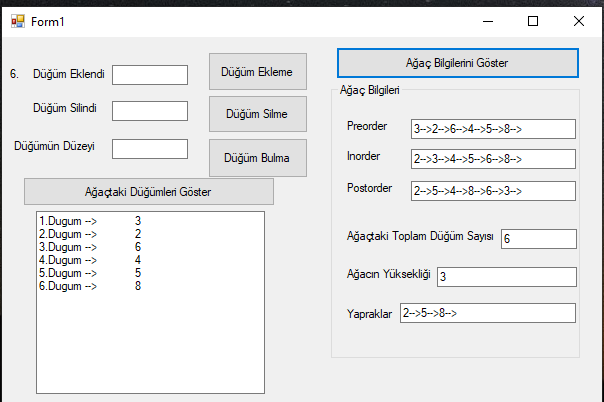 Form1
6. Düğüm Eklendi
Düğüm Ekleme
Düğüm Silindi
Düğüm Silme
Düğümün Düzeyi
Düğüm Bulma
Ağaçtaki Düğümleri Göster
1.Dugum --> 3
2.Dugum --> 2
3.Dugum --> 6
4.Dugum --> 4
5.Dugum --> 5
6.Dugum --> 8
Ağaç Bilgilerini Göster
Ağaç Bilgileri
Preorder 3-->2-->6-->4-->5-->8-->
Inorder 2-->3-->4-->5-->6-->8-->
Postorder 2-->5-->4-->8-->6-->3-->
Ağaçtaki Toplam Düğüm Sayısı 6
Ağacın Yüksekliği 3
Yapraklar 2-->5-->8-->